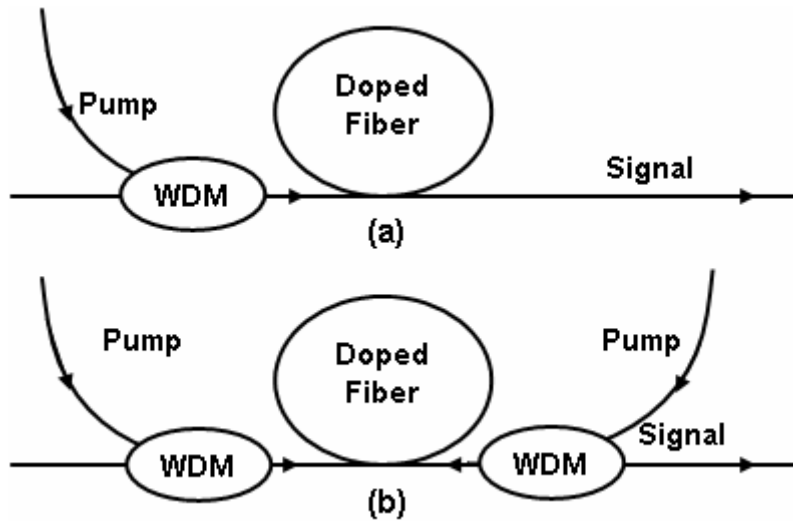 Pump
Doped
Fiber
WDM
Signal
(a)
Pump
Doped
Fiber
Pump
WDM
WDM
Signal
(b)